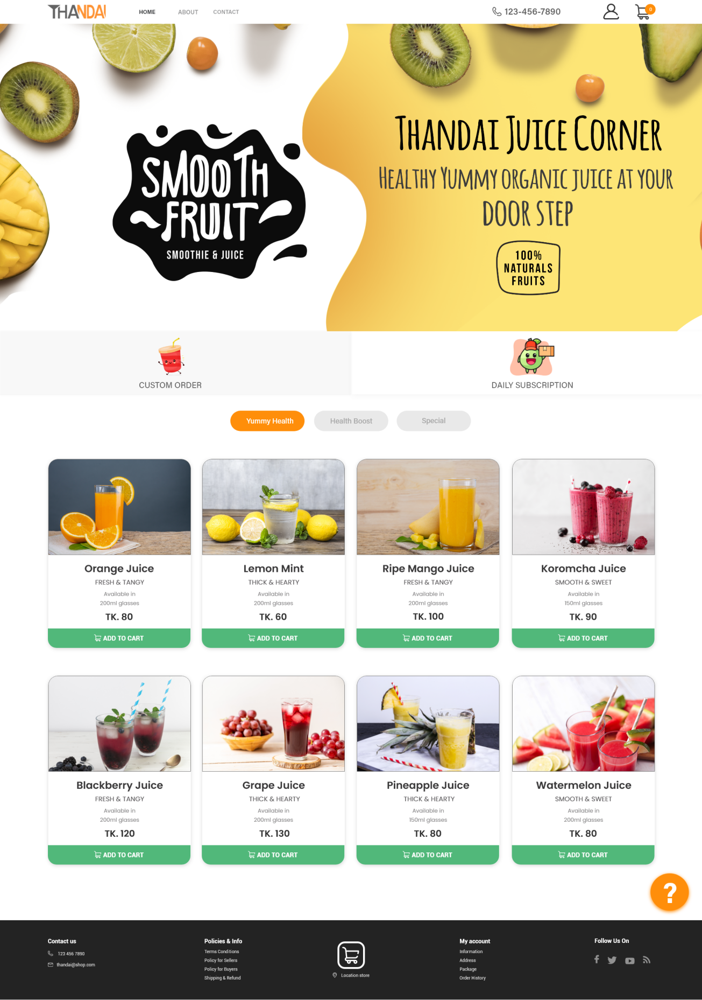 THANDAI
HOME
ABOUT
CONTACT
123-456-7890
0
SMOOTH
FRUIT
SMOOTHIE & JUICE
THANDAI JUICE CORNER
HEALTHY YUMMY ORGANIC JUICE AT YOUR
DOOR STEP
100%
NATURALS
FRUITS
CUSTOM ORDER
DAILY SUBSCRIPTION
Yummy Health
Health Boost
Special
Orange Juice
FRESH & TANGY
Available in
200ml glasses
TK. 80
ADD TO CART
Lemon Mint
THICK & HEARTY
Available in
200ml glasses
TK. 60
ADD TO CART
Ripe Mango Juice
FRESH & TANGY
Available in
200ml glasses
TK. 100
ADD TO CART
Koromcha Juice
SMOOTH & SWEET
Available in
150ml glasses
TK. 90
ADD TO CART
Blackberry Juice
FRESH & TANGY
Available in
200ml glasses
TK. 120
ADD TO CART
Grape Juice
THICK & HEARTY
Available in
200ml glasses
TK. 130
ADD TO CART
Pineapple Juice
THICK & HEARTY
Available in
150ml glasses
TK. 80
ADD TO CART
Watermelon Juice
SMOOTH & SWEET
Available in
200ml glasses
TK. 80
ADD TO CART
?
Contact us
123 456 7890
thandai@shop.com
Policies & Info
Terms Conditions
Policy for Sellers
Policy for Buyers
Shipping & Refund
Location store
My account
Information
Address
Package
Order History
Follow Us On